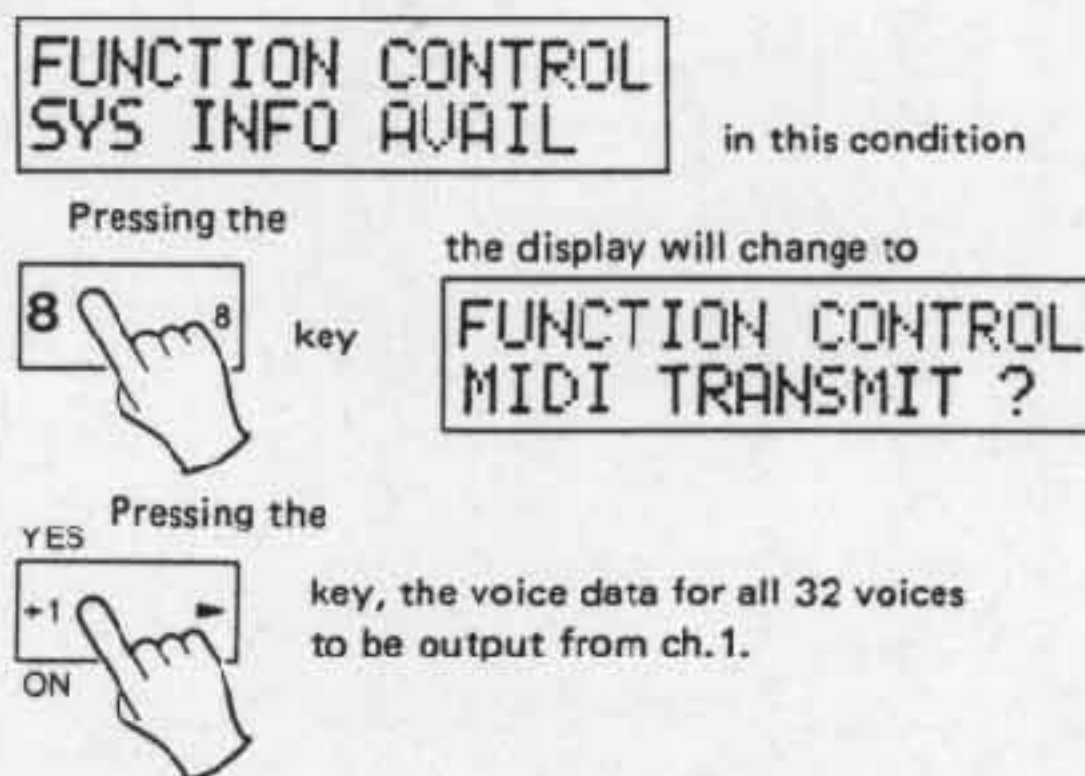 FUNCTION CONTROL
SYS INFO AVAIL
in this condition
Pressing the
8 8
key
the display will change to
FUNCTION CONTROL
MIDI TRANSMIT ?
Pressing the
YES
+1
ON
key, the voice data for all 32 voices
to be output from ch.1.